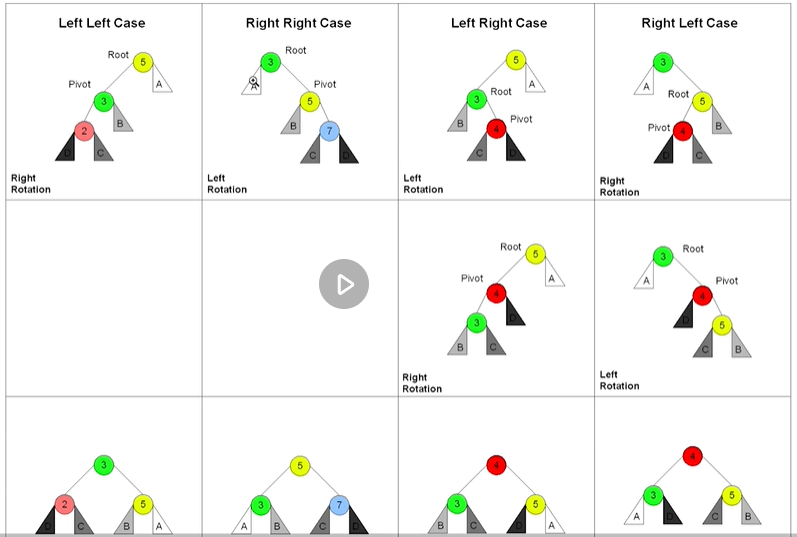 Left Left Case
Right Right Case
Left Right Case
Right Left Case
Root
5
A
Pivot
3
B
2
D
C
Right
Rotation
Root
3
A
Pivot
5
B
7
C
D
Left
Rotation
5
A
Root
3
B
Pivot
4
C
D
Left
Rotation
3
A
Root
5
B
Pivot
4
D
C
Right
Rotation
Root
5
A
Pivot
4
D
3
B
C
Right
Rotation
Root
3
A
Pivot
4
D
5
C
B
Left
Rotation
3
2
5
D
C
B
A
5
3
7
A
B
C
D
4
3
5
B
C
D
A
4
3
5
A
D
C
B